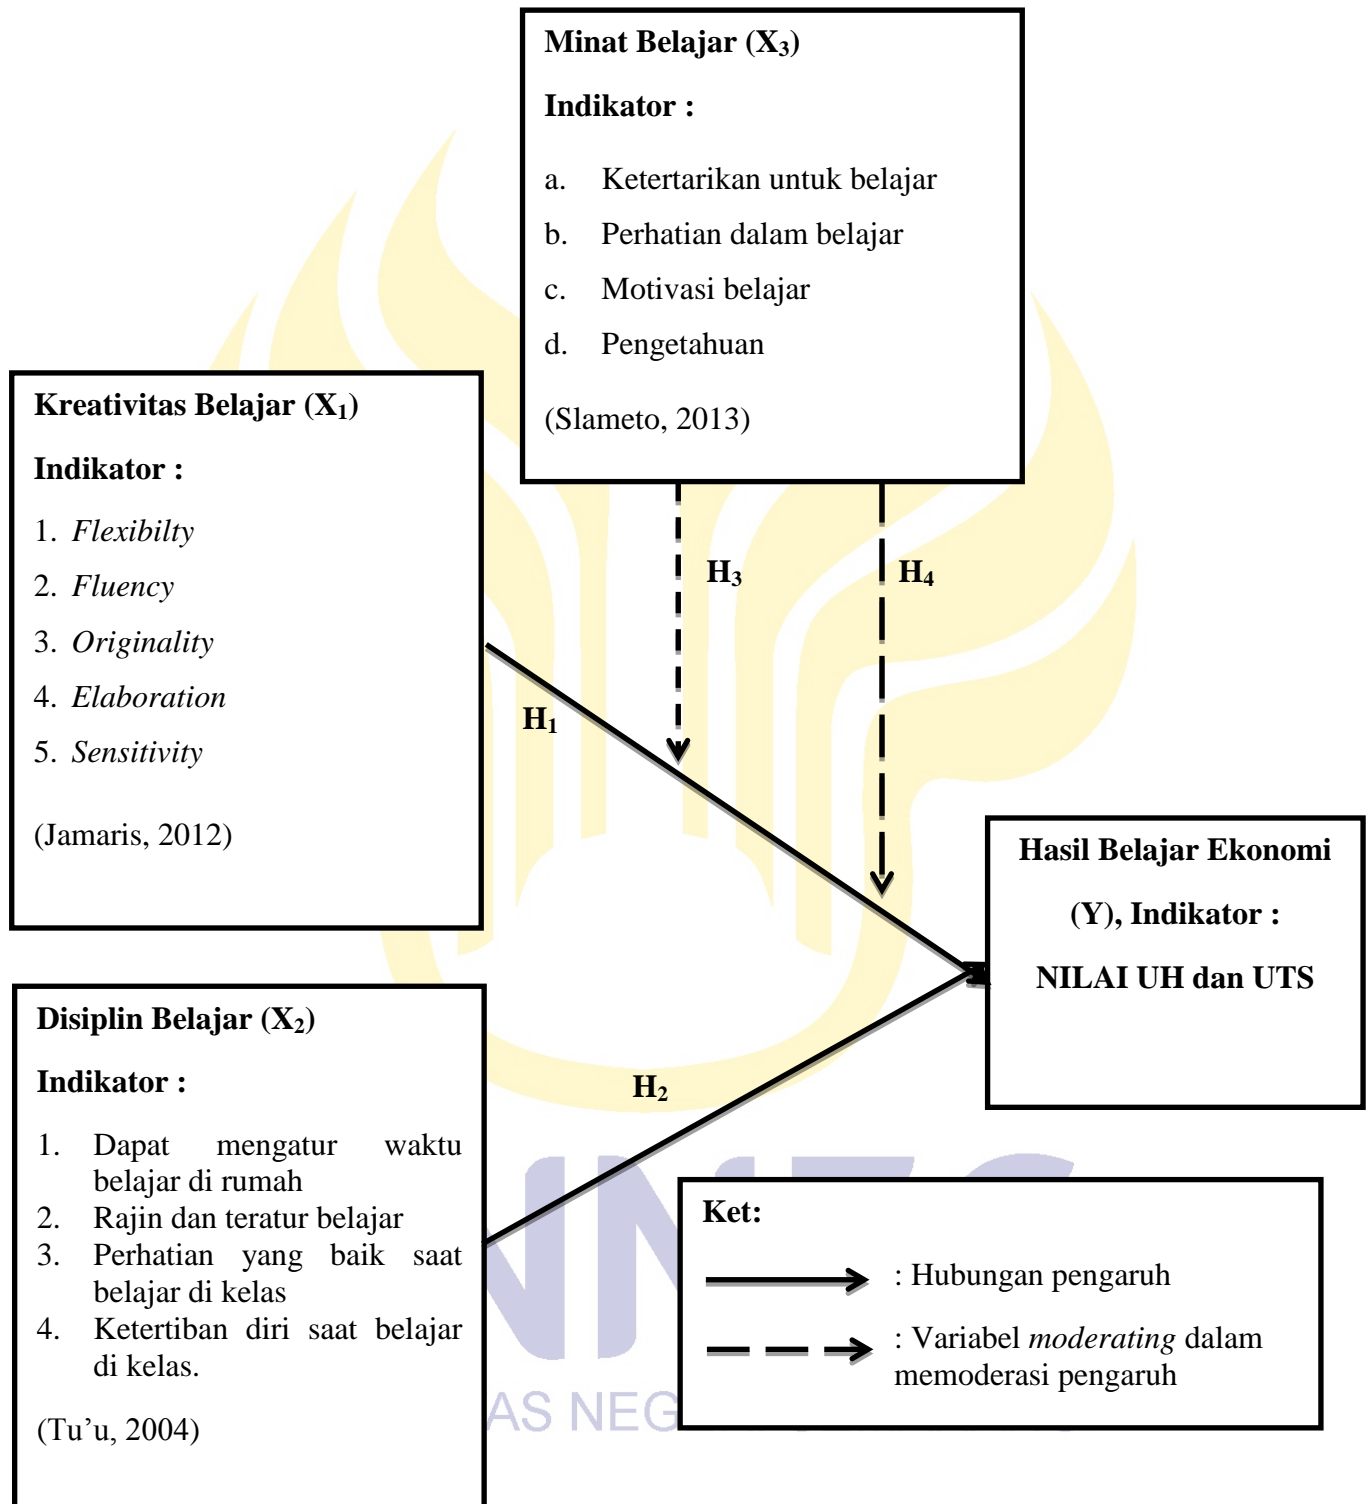 Minat Belajar (X₃)
Indikator :
a. Ketertarikan untuk belajar
b. Perhatian dalam belajar
c. Motivasi belajar
d. Pengetahuan
(Slameto, 2013)
Kreativitas Belajar (X₁)
Indikator :
1. Flexibilty
2. Fluency
3. Originality
4. Elaboration
5. Sensitivity
(Jamaris, 2012)
H₃
H₄
H₁
Hasil Belajar Ekonomi
(Y), Indikator :
NILAI UH dan UTS
Disiplin Belajar (X₂)
Indikator :
1. Dapat mengatur waktu
belajar di rumah
2. Rajin dan teratur belajar
3. Perhatian yang baik saat
belajar di kelas
4. Ketertiban diri saat belajar
di kelas.
(Tu’u, 2004)
H₂
Ket:
: Hubungan pengaruh
: Variabel moderating dalam
memoderasi pengaruh